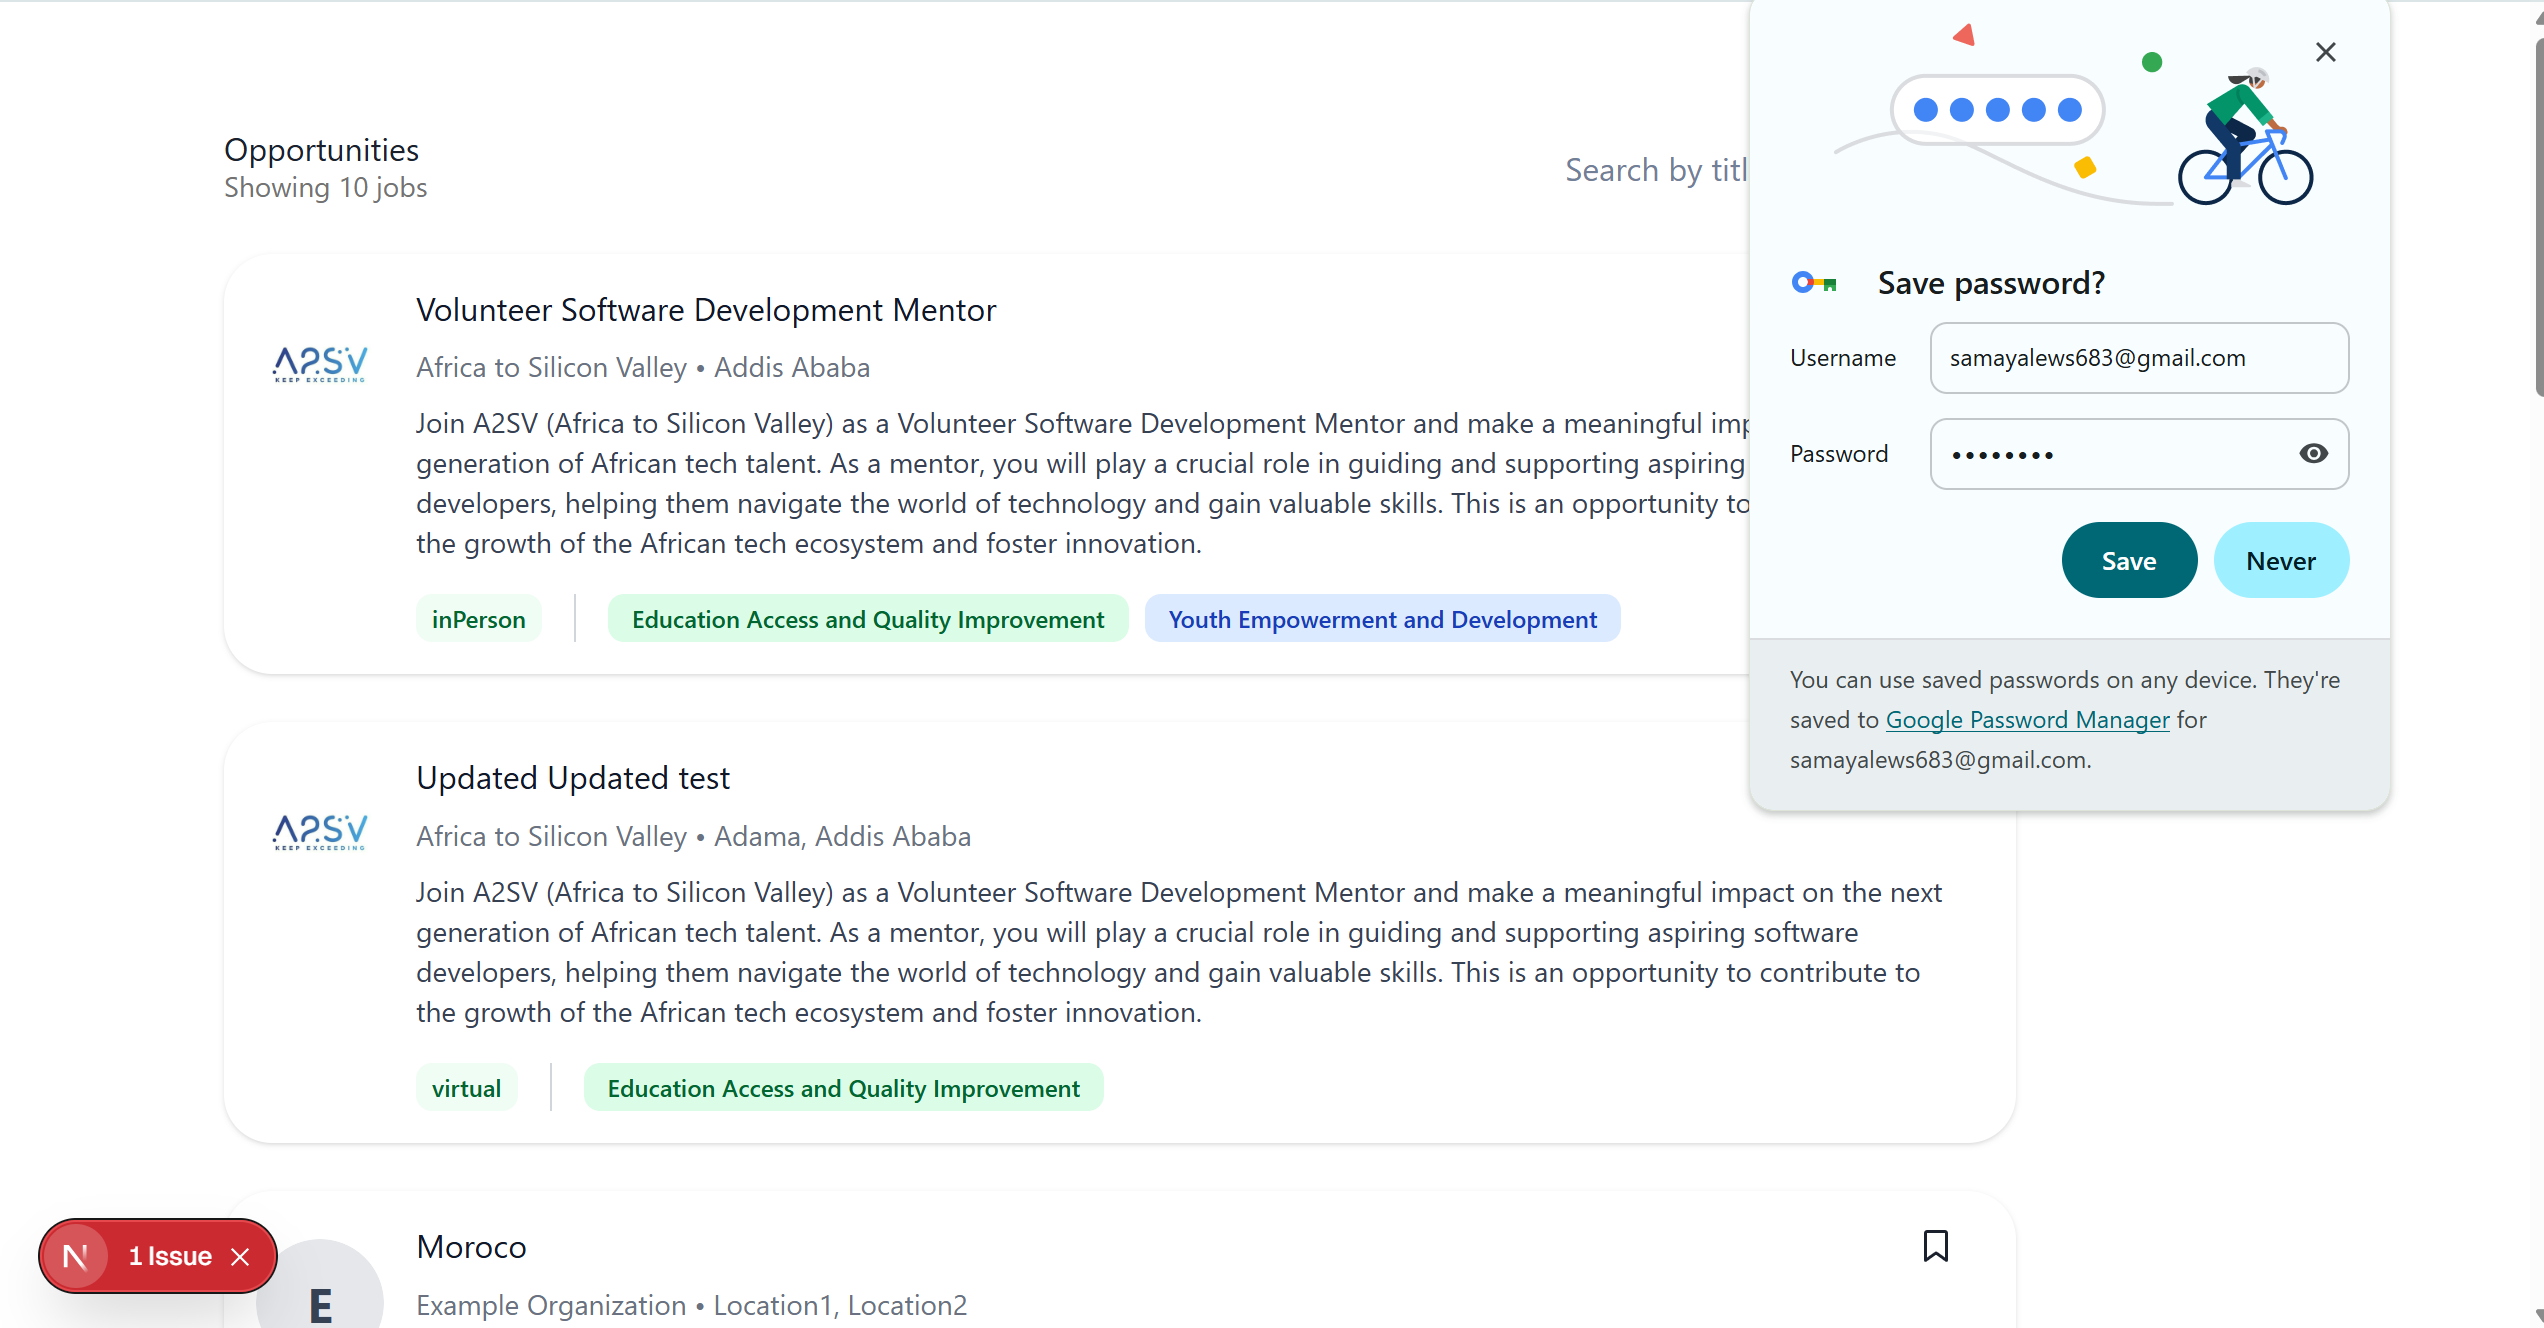 Opportunities
Showing 10 jobs
Search by titl
Volunteer Software Development Mentor
A2SV
KEEP EXCEEDING
Africa to Silicon Valley • Addis Ababa
Join A2SV (Africa to Silicon Valley) as a Volunteer Software Development Mentor and make a meaningful imp
generation of African tech talent. As a mentor, you will play a crucial role in guiding and supporting aspiring
developers, helping them navigate the world of technology and gain valuable skills. This is an opportunity to
the growth of the African tech ecosystem and foster innovation.
inPerson
Education Access and Quality Improvement
Youth Empowerment and Development
Updated Updated test
A2SV
KEEP EXCEEDING
Africa to Silicon Valley • Adama, Addis Ababa
Join A2SV (Africa to Silicon Valley) as a Volunteer Software Development Mentor and make a meaningful impact on the next
generation of African tech talent. As a mentor, you will play a crucial role in guiding and supporting aspiring software
developers, helping them navigate the world of technology and gain valuable skills. This is an opportunity to contribute to
the growth of the African tech ecosystem and foster innovation.
virtual
Education Access and Quality Improvement
Moroco
E
Example Organization • Location1, Location2
N
1 Issue
Save password?
Username
samayalews683@gmail.com
Password
••••••••
Save
Never
You can use saved passwords on any device. They're
saved to Google Password Manager for
samayalews683@gmail.com.